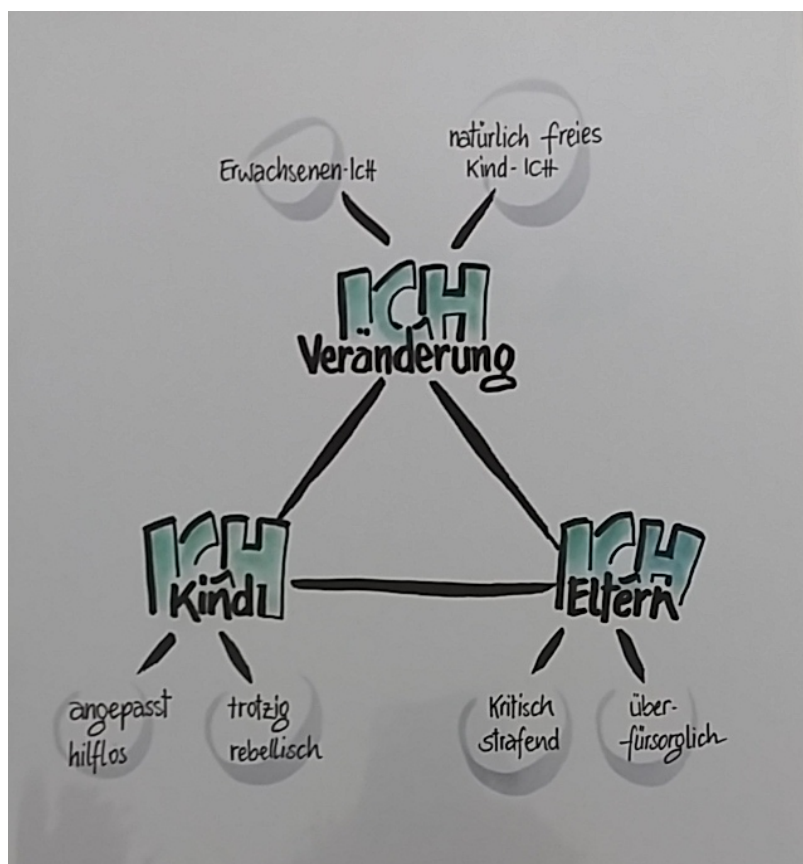 Erwachsenen-ICH
natürlich freies
Kind-ICH
ICH
Veränderung
ICH
Kind
ICH
Eltern
angepasst
hilflos
trotzig
rebellisch
Kritisch
strafend
über-
fürsorglich